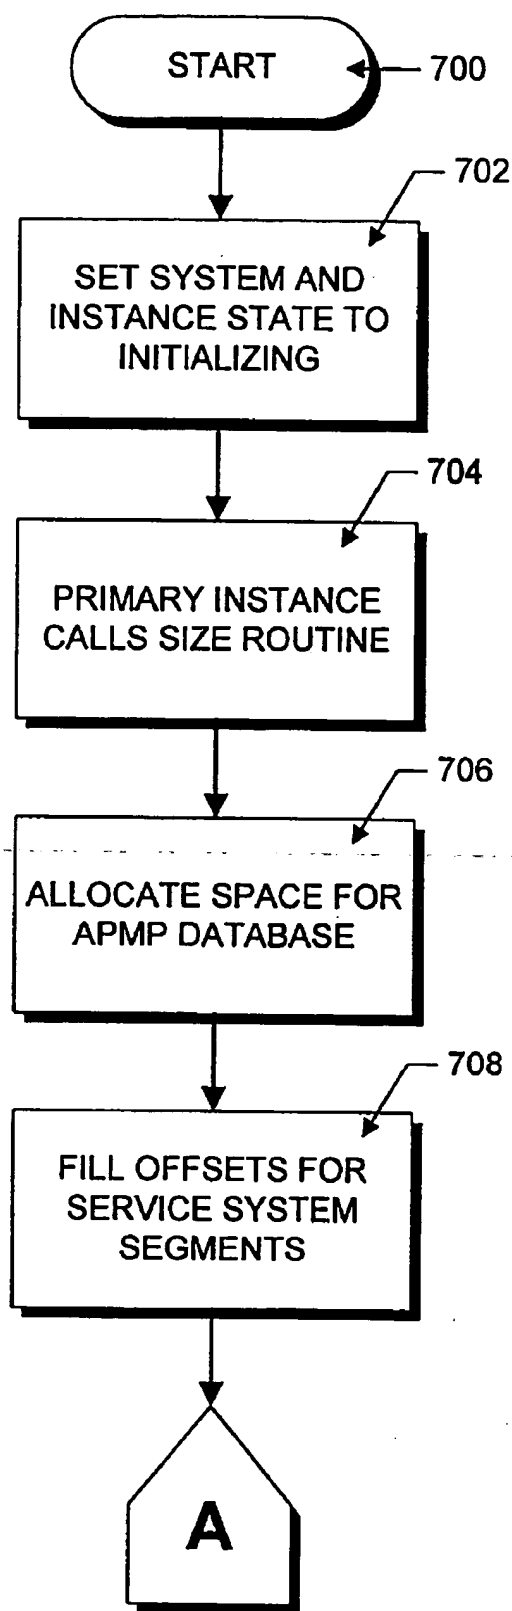 START
700
702
SET SYSTEM AND
INSTANCE STATE TO
INITIALIZING
704
PRIMARY INSTANCE
CALLS SIZE ROUTINE
706
ALLOCATE SPACE FOR
APMP DATABASE
708
FILL OFFSETS FOR
SERVICE SYSTEM
SEGMENTS
A